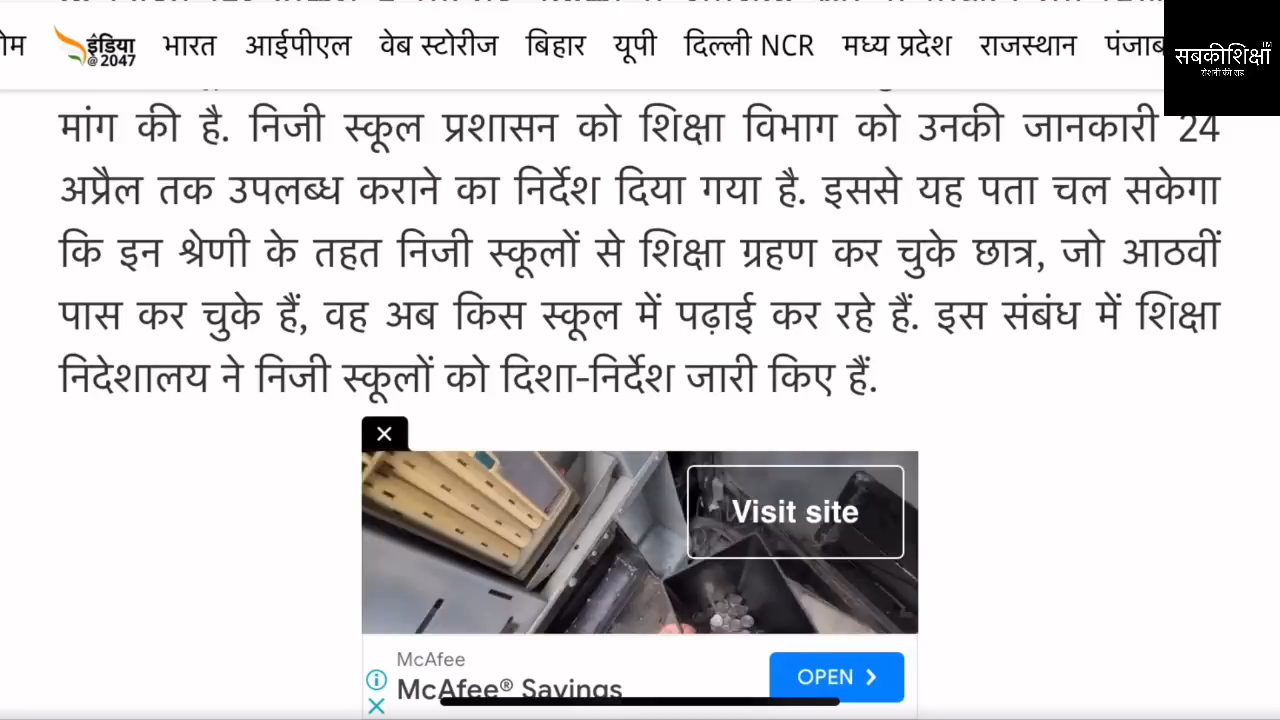 होम इंडिया @2047 भारत आईपीएल वेब स्टोरीज बिहार यूपी दिल्ली NCR मध्य प्रदेश राजस्थान पंजाब
सबकीशिक्षा
मांग की है. निजी स्कूल प्रशासन को शिक्षा विभाग को उनकी जानकारी 24
अप्रैल तक उपलब्ध कराने का निर्देश दिया गया है. इससे यह पता चल सकेगा
कि इन श्रेणी के तहत निजी स्कूलों से शिक्षा ग्रहण कर चुके छात्र, जो आठवीं
पास कर चुके हैं, वह अब किस स्कूल में पढ़ाई कर रहे हैं. इस संबंध में शिक्षा
निदेशालय ने निजी स्कूलों को दिशा-निर्देश जारी किए हैं.
Visit site
McAfee
McAfee® Savings
OPEN